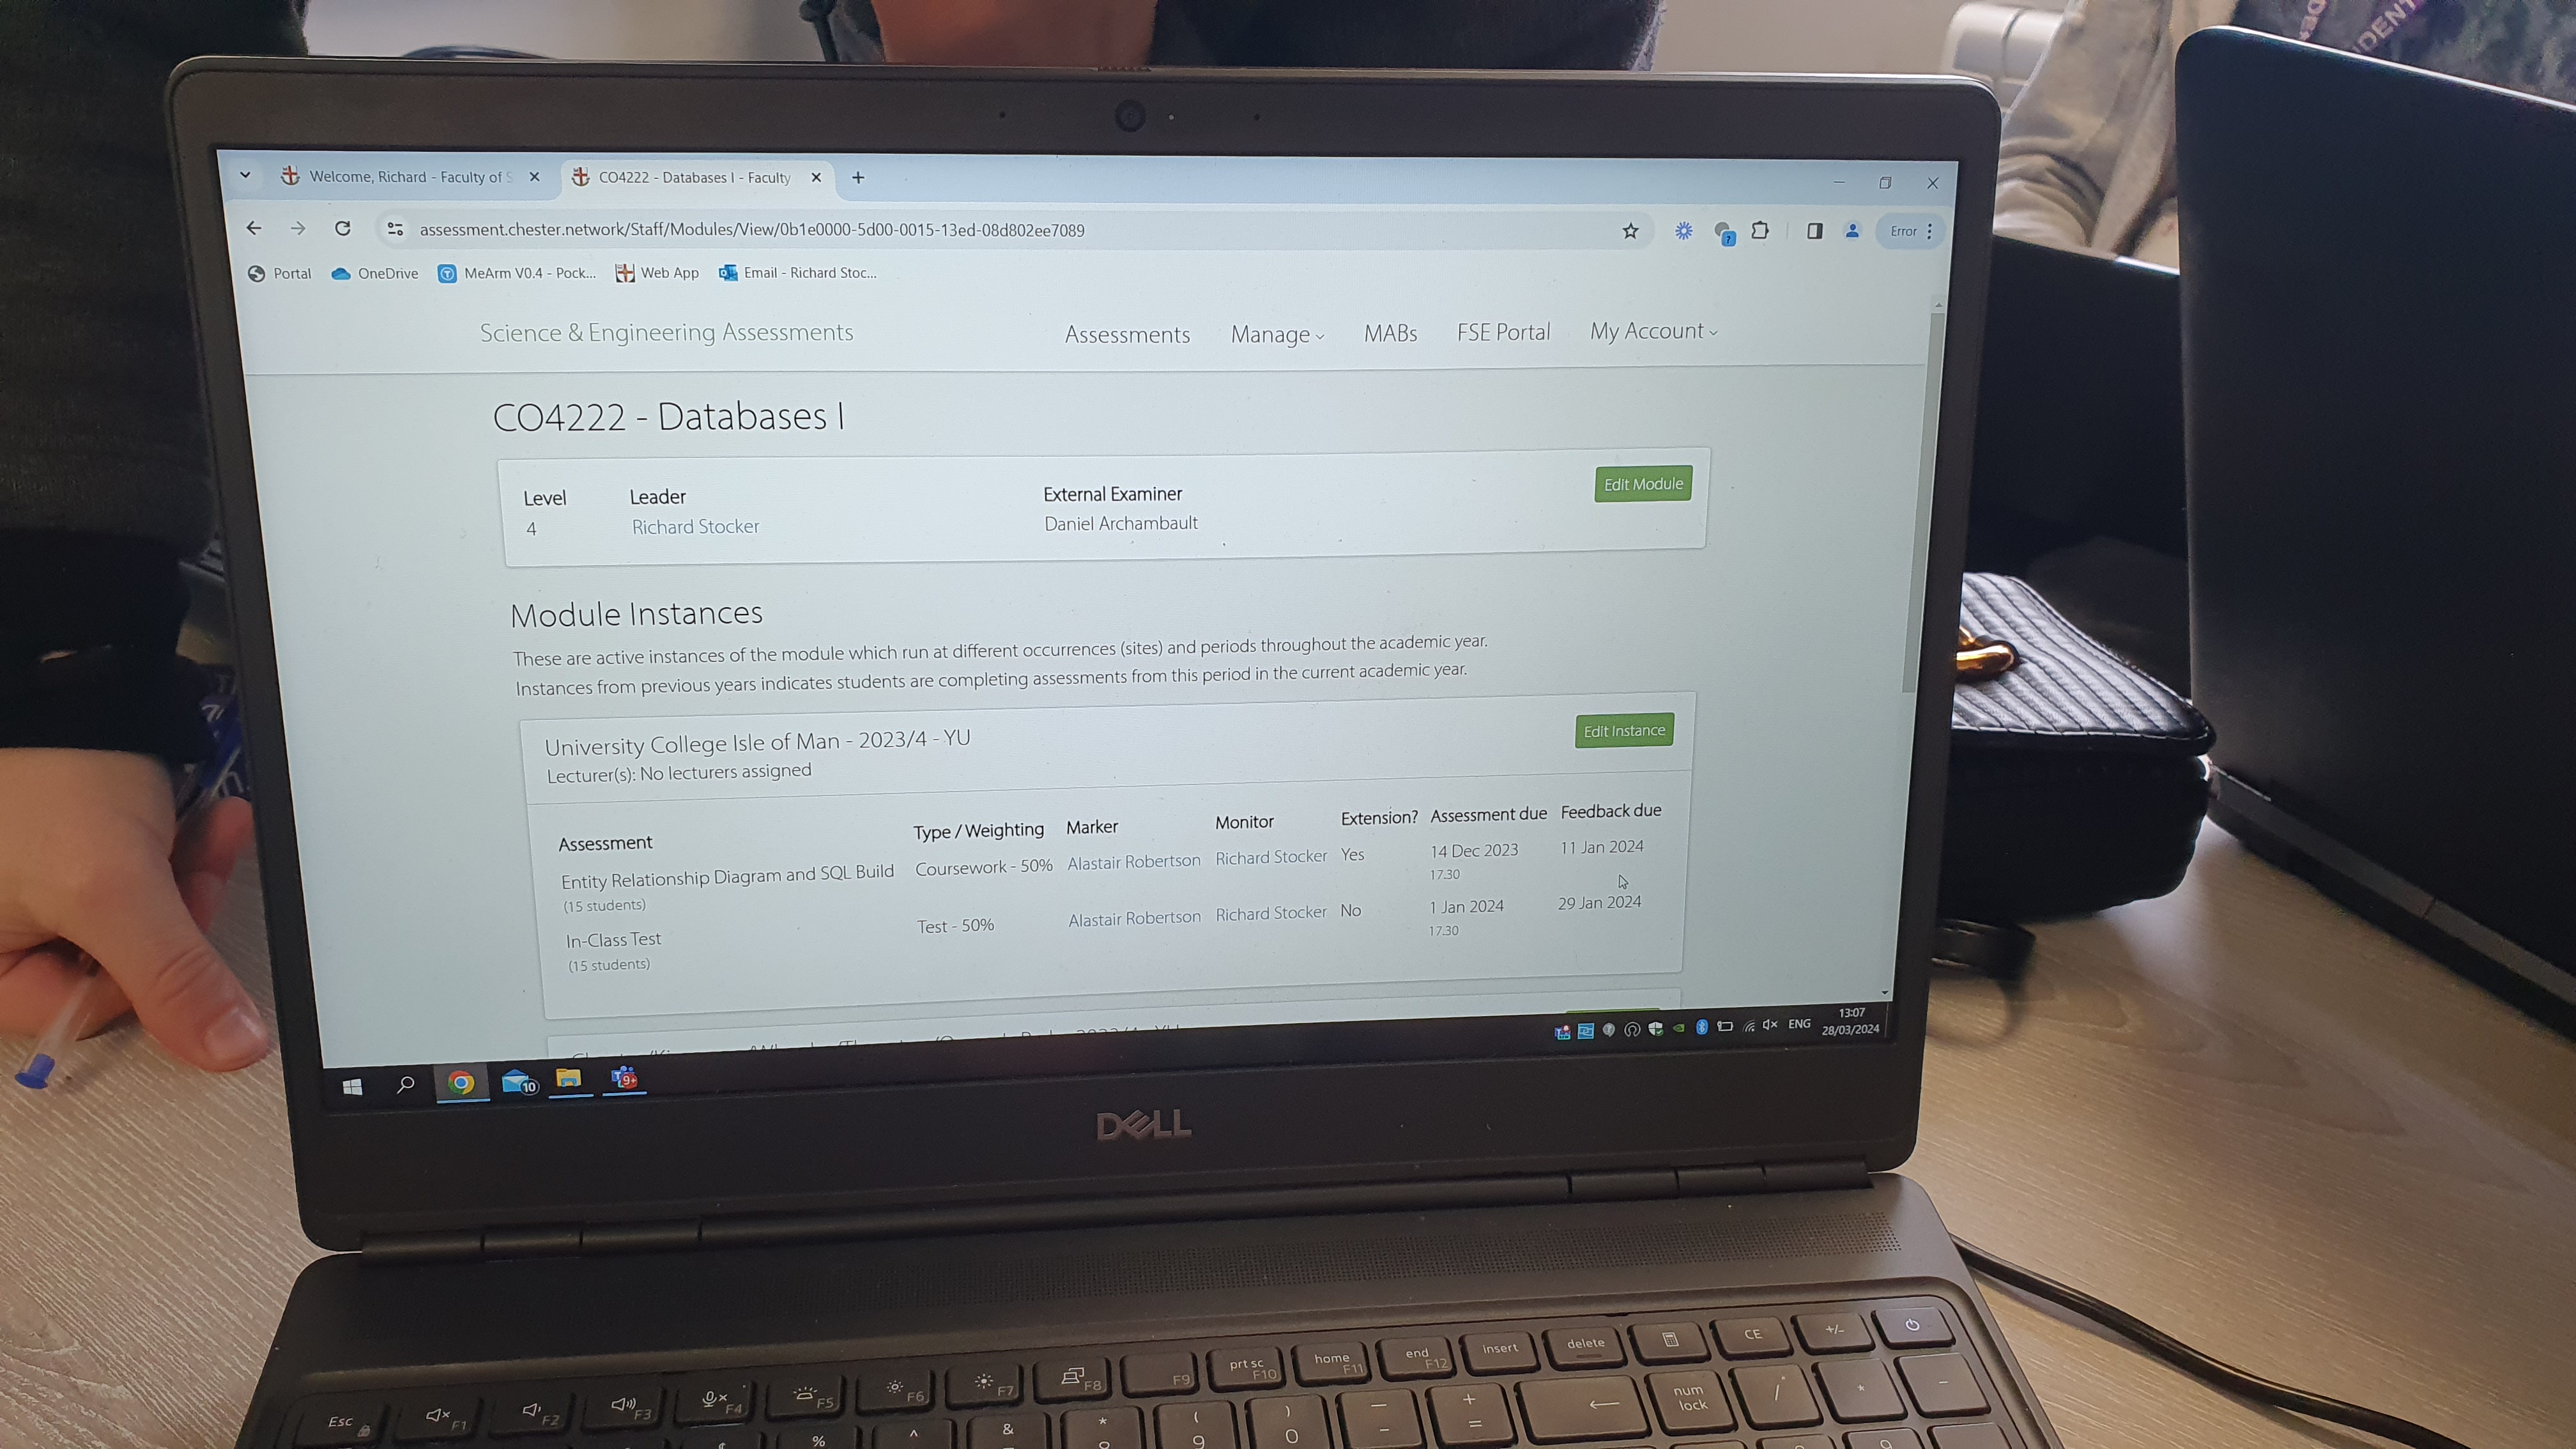 Welcome, Richard - Faculty of S
CO4222 - Databases I - Faculty
assessment.chester.network/Staff/Modules/View/0b1e0000-5d00-0015-13ed-08d802ee7089
Error
Portal
OneDrive
MeArm V0.4 - Pock...
Web App
Email - Richard Stoc...
Science & Engineering Assessments
Assessments
Manage
MABs
FSE Portal
My Account
CO4222 - Databases I
Level
Leader
External Examiner
Edit Module
4
Richard Stocker
Daniel Archambault
Module Instances
These are active instances of the module which run at different occurrences (sites) and periods throughout the academic year.
Instances from previous years indicates students are completing assessments from this period in the current academic year.
University College Isle of Man - 2023/4 - YU
Edit Instance
Lecturer(s): No lecturers assigned
Assessment
Type / Weighting
Marker
Monitor
Extension?
Assessment due
Feedback due
Entity Relationship Diagram and SQL Build
Coursework - 50%
Alastair Robertson
Richard Stocker
Yes
14 Dec 2023
11 Jan 2024
(15 students)
17.30
In-Class Test
Test - 50%
Alastair Robertson
Richard Stocker
No
1 Jan 2024
29 Jan 2024
(15 students)
17.30
10
9+
ENG
13:07
28/03/2024
DELL
Esc
F1
F2
F3
F4
F5
F6
F7
F8
F9
prt sc
F10
home
F11
end
F12
insert
delete
CE
+/-
%
^
&
*
(
9
)
0
-
+
=
num
lock
/
*
-